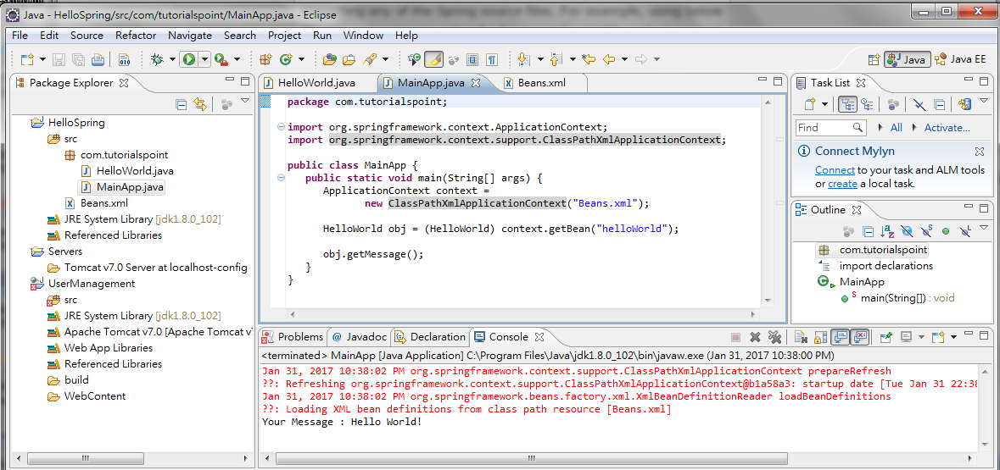 Java - HelloSpring/src/com/tutorialspoint/MainApp.java - Eclipse
any of the Spring source files. For example, using below
File Edit Source Refactor Navigate Search Project Run Window Help
Java Java EE
Package Explorer
HelloSpring
src
com.tutorialspoint
HelloWorld.java
MainApp.java
Beans.xml
JRE System Library [jdk1.8.0_102]
Referenced Libraries
Servers
Tomcat v7.0 Server at localhost-config
UserManagement
src
JRE System Library [jdk1.8.0_102]
Apache Tomcat v7.0 [Apache Tomcat v
Web App Libraries
Referenced Libraries
build
WebContent
HelloWorld.java MainApp.java Beans.xml
package com.tutorialspoint;
import org.springframework.context.ApplicationContext;
import org.springframework.context.support.ClassPathXmlApplicationContext;
public class MainApp {
public static void main(String[] args) {
ApplicationContext context =
new ClassPathXmlApplicationContext("Beans.xml");
HelloWorld obj = (HelloWorld) context.getBean("helloWorld");
obj.getMessage();
}
}
Task List
Find All Activate...
Connect Mylyn
Connect to your task and ALM tools
or create a local task.
Outline
com.tutorialspoint
import declarations
MainApp
main(String[]) : void
Problems @ Javadoc Declaration Console
<terminated> MainApp [Java Application] C:\Program Files\Java\jdk1.8.0_102\bin\javaw.exe (Jan 31, 2017 10:38:00 PM)
Jan 31, 2017 10:38:02 PM org.springframework.context.support.ClassPathXmlApplicationContext prepareRefresh
??: Refreshing org.springframework.context.support.ClassPathXmlApplicationContext@b1a58a3: startup date [Tue Jan 31 22:38
Jan 31, 2017 10:38:02 PM org.springframework.beans.factory.xml.XmlBeanDefinitionReader loadBeanDefinitions
??: Loading XML bean definitions from class path resource [Beans.xml]
Your Message : Hello World!